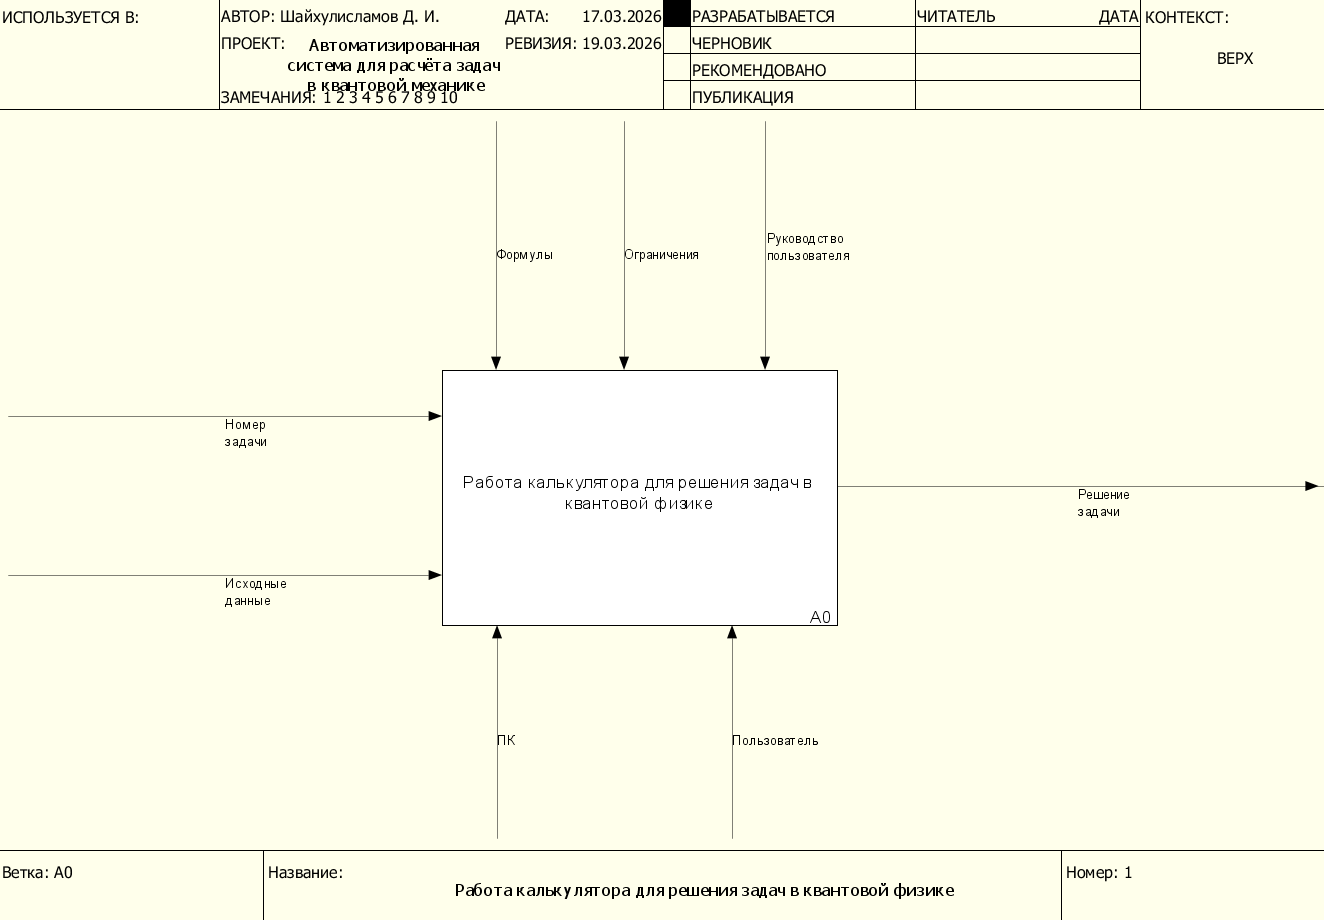 ИСПОЛЬЗУЕТСЯ В:
АВТОР: Шайхулисламов Д. И.
ДАТА: 17.03.2026
РАЗРАБАТЫВАЕТСЯ
ЧИТАТЕЛЬ ДАТА
КОНТЕКСТ:
ПРОЕКТ: Автоматизированная
система для расчёта задач
в квантовой механике
РЕВИЗИЯ: 19.03.2026
ЧЕРНОВИК
ВЕРХ
РЕКОМЕНДОВАНО
ЗАМЕЧАНИЯ: 1 2 3 4 5 6 7 8 9 10
ПУБЛИКАЦИЯ
Формулы
Ограничения
Руководство
пользователя
Номер
задачи
Работа калькулятора для решения задач в
квантовой физике
Решение
задачи
Исходные
данные
A0
ПК
Пользователь
Ветка: A0
Название:
Работа калькулятора для решения задач в квантовой физике
Номер: 1